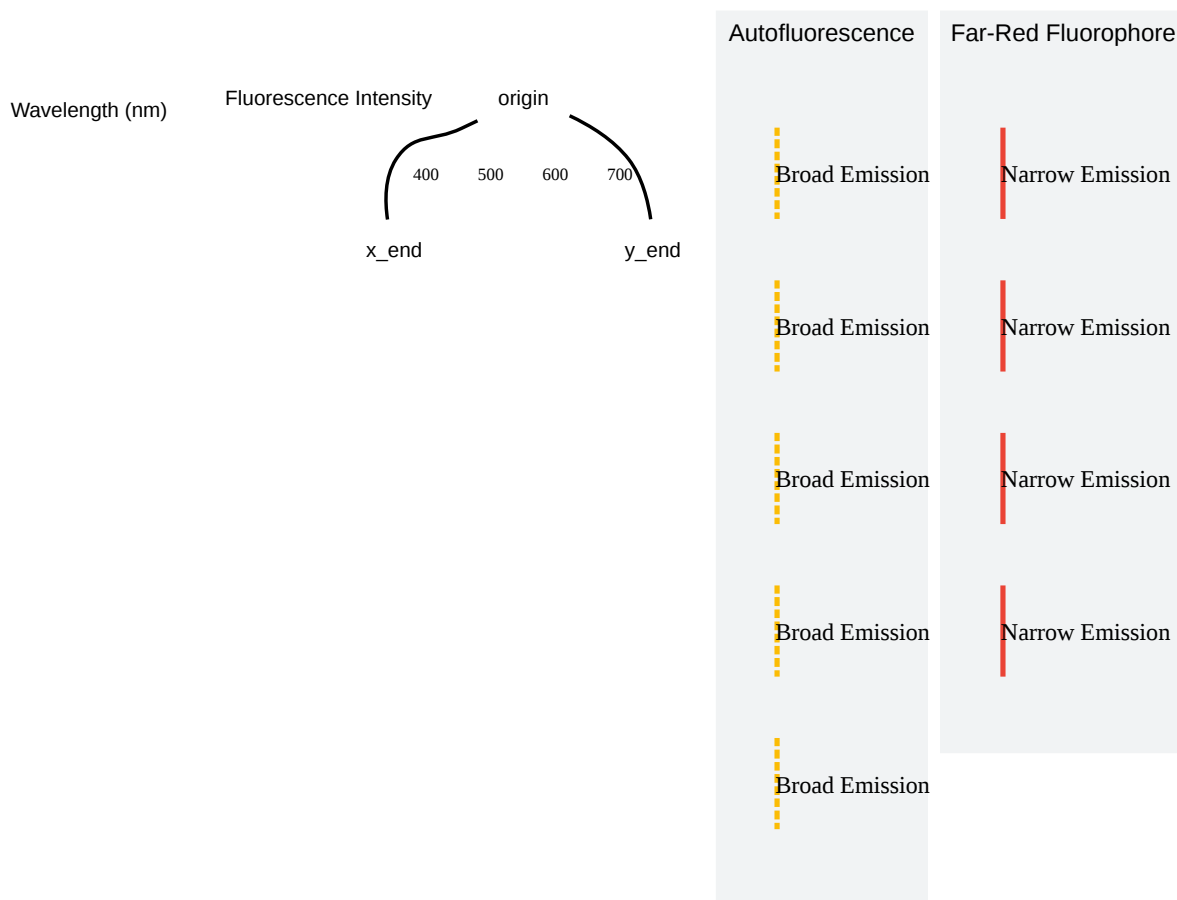 Autofluorescence
Far-Red Fluorophore
Wavelength (nm)
Fluorescence Intensity
origin
400
500
600
700
x_end
y_end
Broad Emission
Narrow Emission
Broad Emission
Narrow Emission
Broad Emission
Narrow Emission
Broad Emission
Narrow Emission
Broad Emission